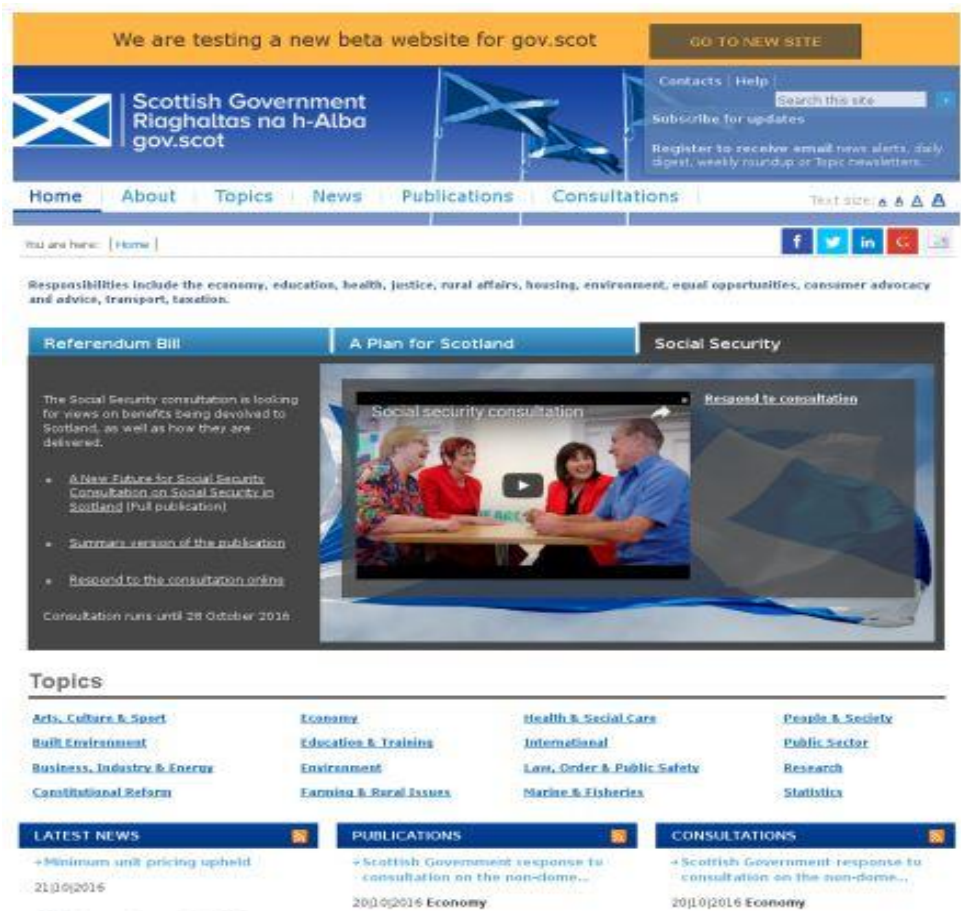 We are testing a new beta website for gov.scot
GO TO NEW SITE
Contacts | Help |
Scottish Government
Riaghaltas na h-Alba
gov.scot
Search this site
Subscribe for updates
Register to receive email news alerts, daily
digest, weekly roundup or Topic newsletters.
Home About Topics News Publications Consultations
Text size: A A A A
You are here: | Home |
f in G
Responsibilities include the economy, education, health, justice, rural affairs, housing, environment, equal opportunities, consumer advocacy
and advice, transport, taxation.
Referendum Bill
A Plan for Scotland
Social Security
The Social Security consultation is looking
for views on benefits being devolved to
Scotland, as well as how they are
delivered.
A New Future for Social Security
Consultation on Social Security in
Scotland (Full publication)
Summary version of the publication
Respond to the consultation online
Consultation runs until 28 October 2016
Social security consultation
Respond to consultation
Topics
Arts, Culture & Sport
Built Environment
Business, Industry & Energy
Constitutional Reform
Economy
Education & Training
Environment
Farming & Rural Issues
Health & Social Care
International
Law, Order & Public Safety
Marine & Fisheries
People & Society
Public Sector
Research
Statistics
LATEST NEWS
Minimum unit pricing upheld
21|10|2016
PUBLICATIONS
Scottish Government response to
consultation on the non-dome...
20|10|2016 Economy
CONSULTATIONS
Scottish Government response to
consultation on the non-dome...
20|10|2016 Economy